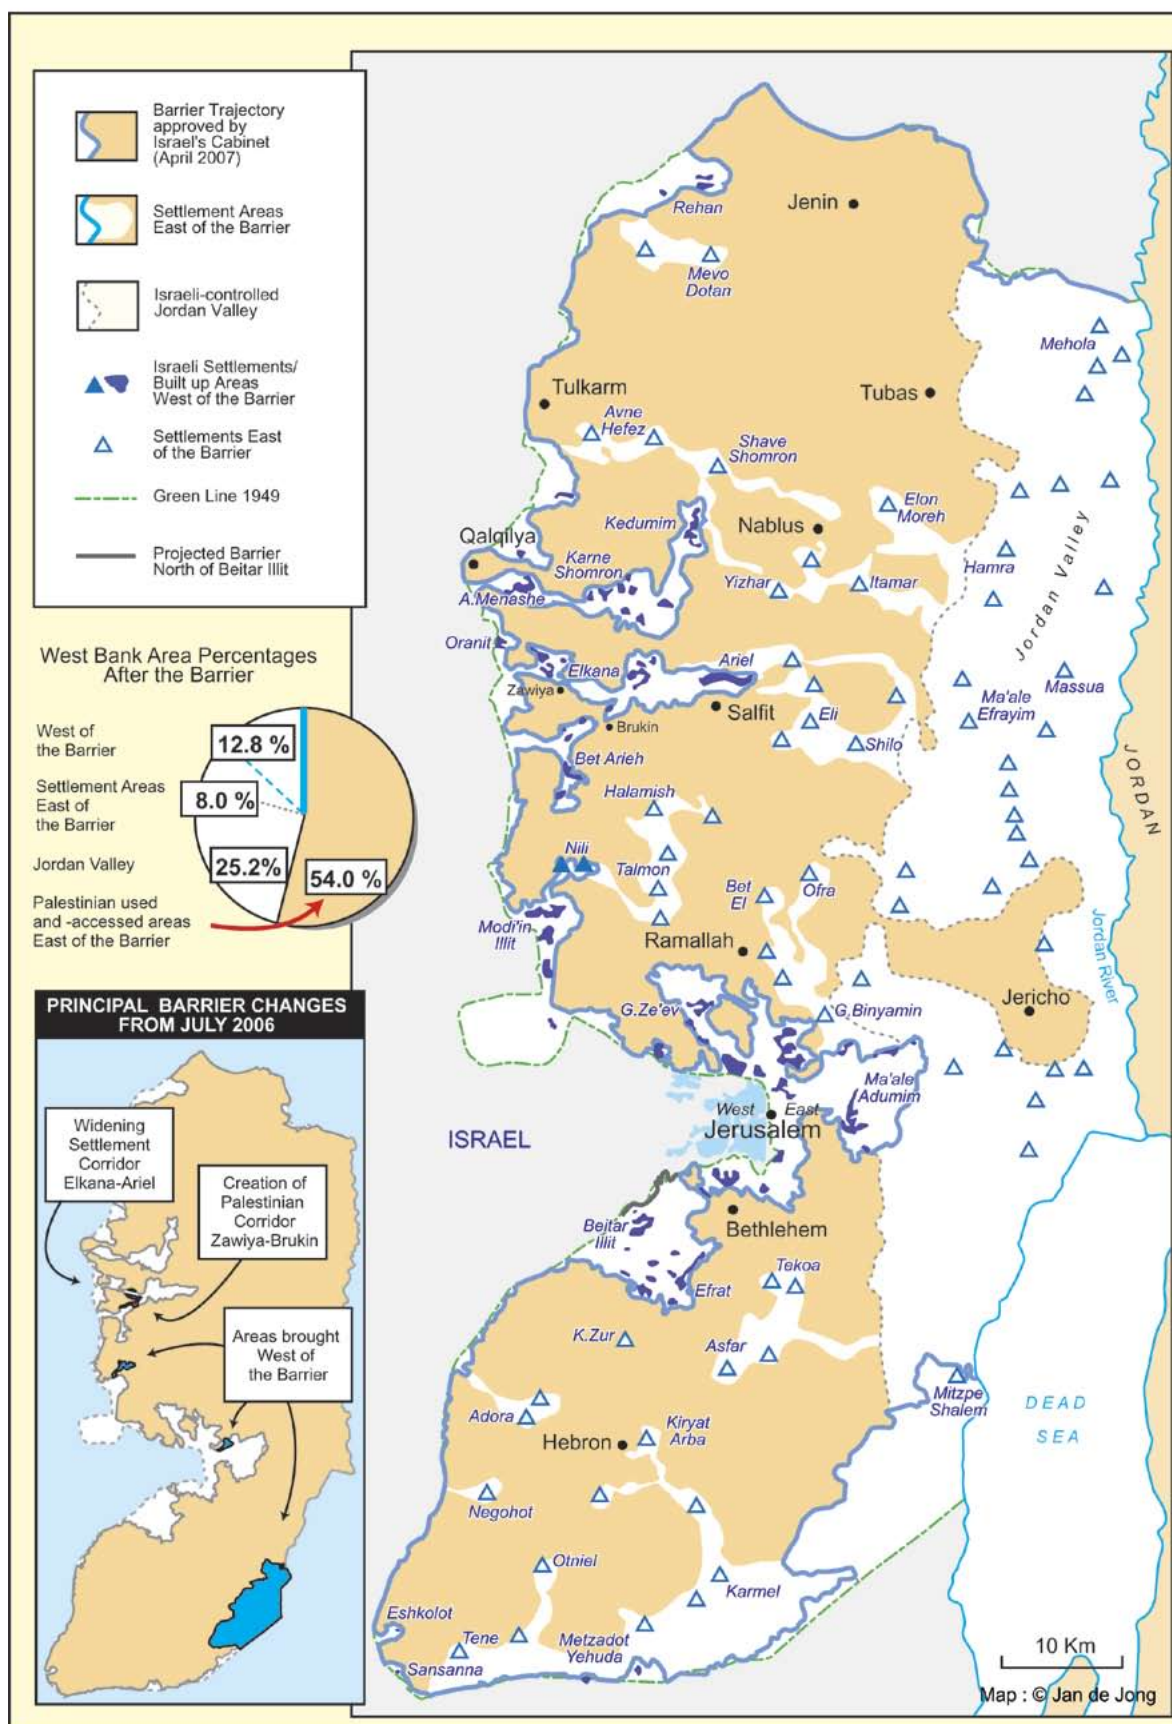 Barrier Trajectory
approved by
Israel's Cabinet
(April 2007)
Settlement Areas
East of the Barrier
Israeli-controlled
Jordan Valley
Israeli Settlements/
Built up Areas
West of the Barrier
Settlements East
of the Barrier
Green Line 1949
Projected Barrier
North of Beitar Illit
West Bank Area Percentages
After the Barrier
West of
the Barrier
12.8 %
Settlement Areas
East of
the Barrier
8.0 %
Jordan Valley
25.2%
54.0 %
Palestinian used
and -accessed areas
East of the Barrier
PRINCIPAL BARRIER CHANGES
FROM JULY 2006
Widening
Settlement
Corridor
Elkana-Ariel
Creation of
Palestinian
Corridor
Zawiya-Brukin
Areas brought
West of
the Barrier
Rehan
Jenin
Mevo
Dotan
Mehola
Tulkarm
Tubas
Avne
Hefez
Shave
Shomron
Elon
Moreh
Kedumim
Nablus
Qalqilya
Karne
Shomron
Hamra
Jordan Valley
A.Menashe
Yizhar
Itamar
Oranit
Elkana
Ariel
Massua
Zawiya
Ma'ale
Efrayim
Salfit
Eli
Brukin
Shilo
Bet Arieh
JORDAN
Halamish
Nili
Talmon
Bet
El
Ofra
Modi'in
Illit
Ramallah
Jordan River
Jericho
G.Ze'ev
G.Binyamin
Ma'ale
Adumim
West East
Jerusalem
ISRAEL
Beitar
Illit
Bethlehem
Tekoa
Efrat
K.Zur
Asfar
Mitzpe
Shalem
DEAD
SEA
Adora
Kiryat
Arba
Hebron
Negohot
Otniel
Karmel
Eshkolot
Tene
Metzadot
Yehuda
Sansanna
10 Km
Map : © Jan de Jong